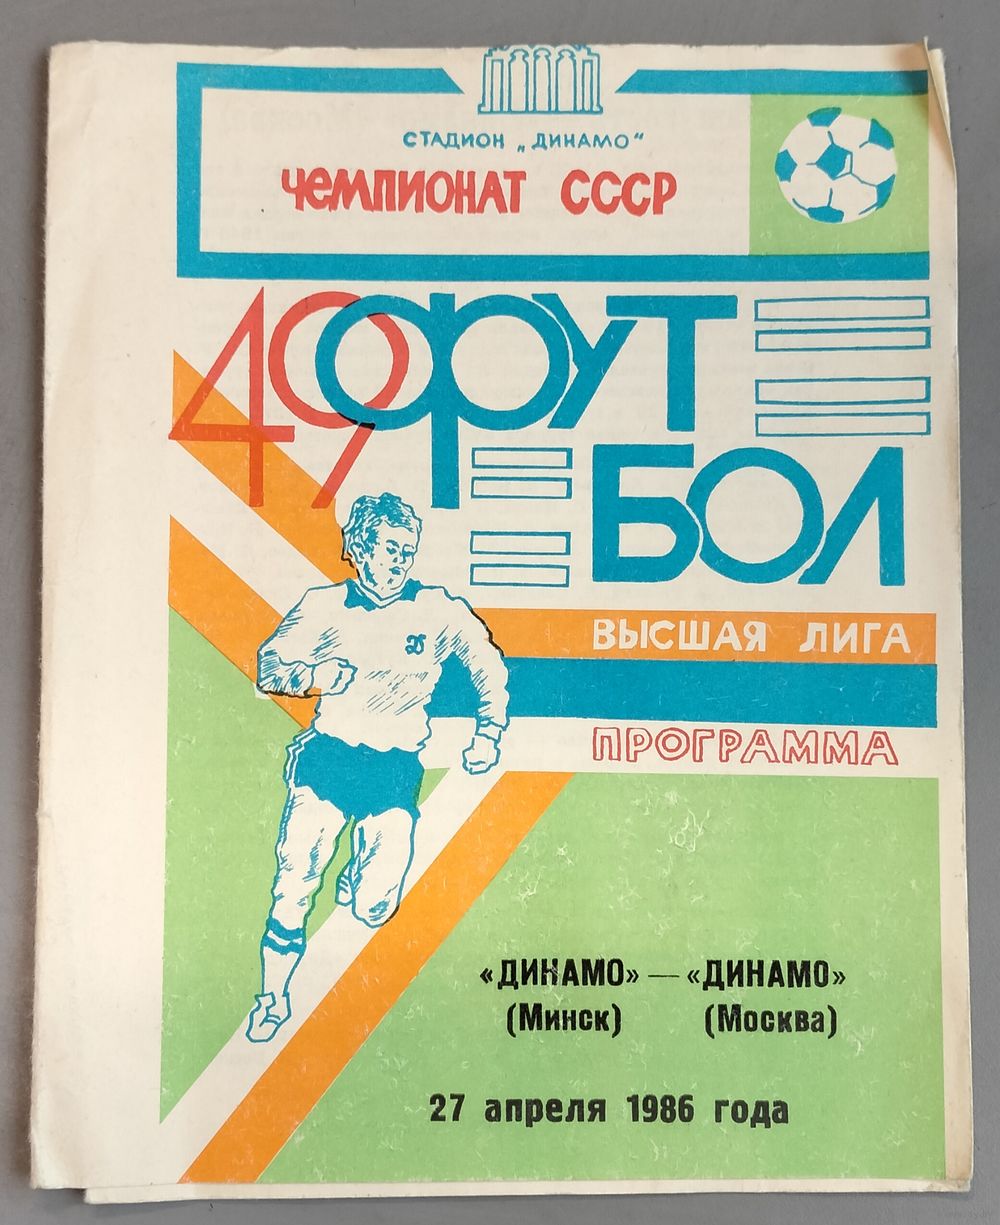 СТАДИОН „ДИНАМО“
ЧЕМПИОНАТ СССР
49 ФУТ
БОЛ
ВЫСШАЯ ЛИГА
Д
ПРОГРАММА
«ДИНАМО» — «ДИНАМО»
(Минск) (Москва)
27 апреля 1986 года